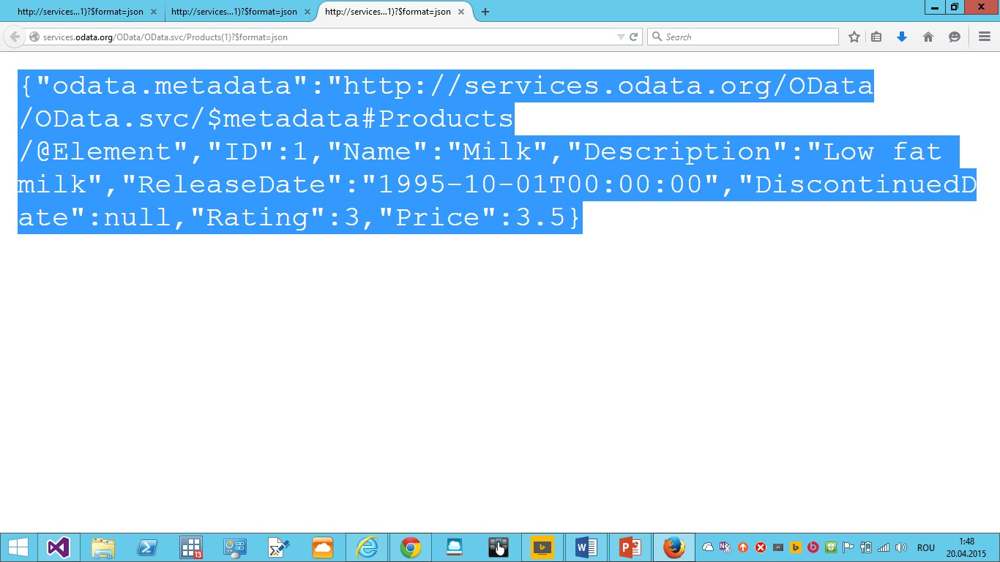 http://services...1)?$format=json
http://services...1)?$format=json
http://services...1)?$format=json
services.odata.org/OData/OData.svc/Products(1)?$format=json
Search
{"odata.metadata":"http://services.odata.org/OData
/OData.svc/$metadata#Products
/@Element","ID":1,"Name":"Milk","Description":"Low fat
milk","ReleaseDate":"1995-10-01T00:00:00","DiscontinuedD
ate":null,"Rating":3,"Price":3.5}
13
ROU
1:48
20.04.2015